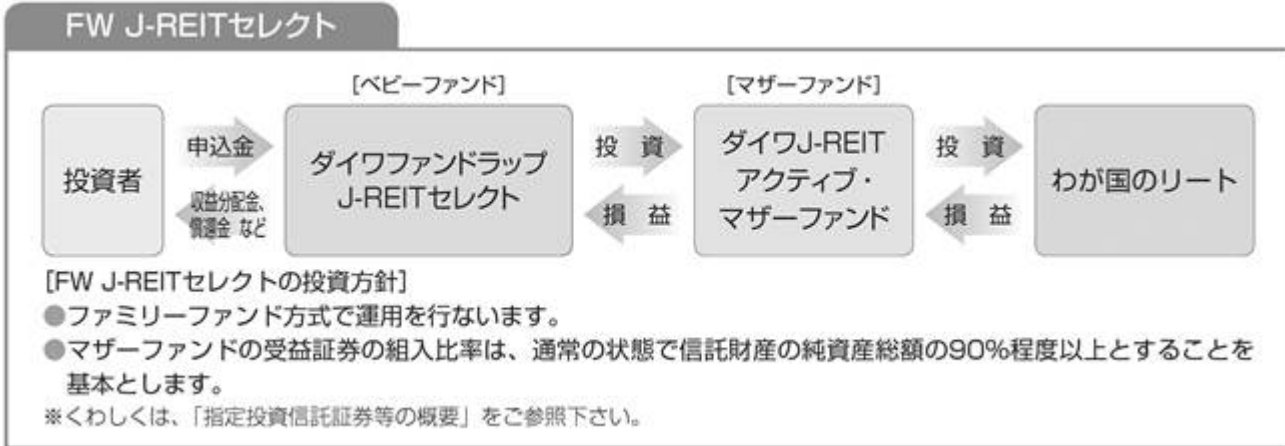 FW J-REITセレクト
[ベビーファンド]
[マザーファンド]
投資者
申込金
収益分配金、
償還金 など
ダイワファンドラップ
J-REITセレクト
投 資
損 益
ダイワJ-REIT
アクティブ・
マザーファンド
投 資
損 益
わが国のリート
[FW J-REITセレクトの投資方針]
●ファミリーファンド方式で運用を行ないます。
●マザーファンドの受益証券の組入比率は、通常の状態で信託財産の純資産総額の90%程度以上とすることを
基本とします。
※くわしくは、「指定投資信託証券等の概要」をご参照下さい。